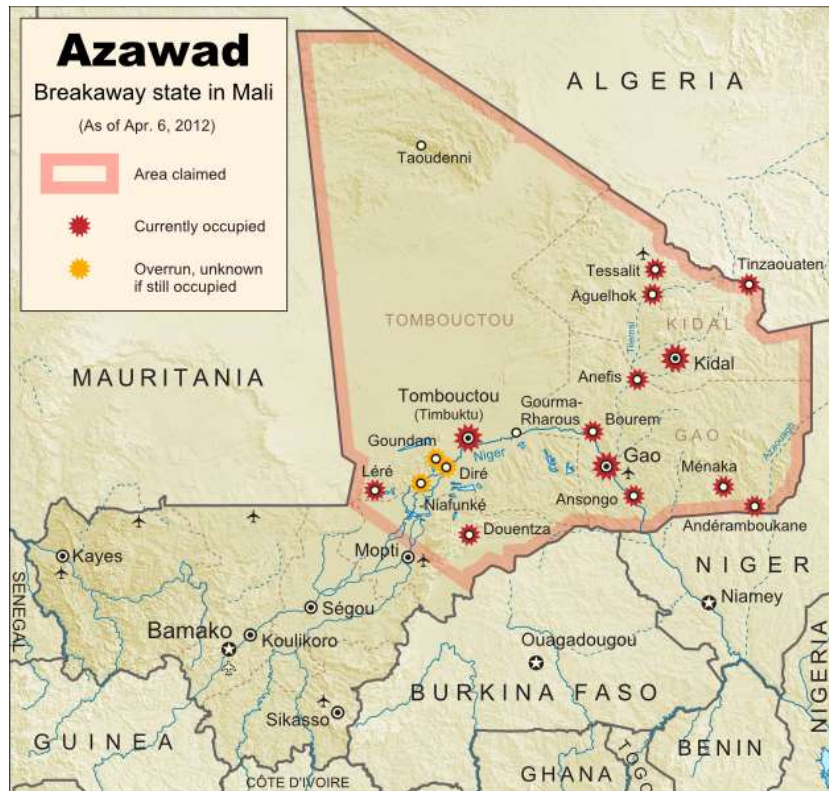 Azawad
Breakaway state in Mali
(As of Apr. 6, 2012)
Area claimed
Currently occupied
Overrun, unknown
if still occupied
ALGERIA
Taoudenni
Tessalit
Tinzaouaten
Aguelhok
TOMBOUCTOU
KIDAL
Tilemsi
Kidal
MAURITANIA
Anefis
Tombouctou
(Timbuktu)
Gourma-
Rharous
Bourem
Goundam
Niger
GAO
Azaouagh
Gao
Léré
Diré
Ménaka
Niafunké
Ansongo
Andéramboukane
Douentza
Mopti
Kayes
NIGER
SENEGAL
Ségou
Niamey
Bamako
Koulikoro
Ouagadougou
BURKINA FASO
NIGERIA
Sikasso
GUINEA
BENIN
TOGO
GHANA
CÔTE D'IVOIRE